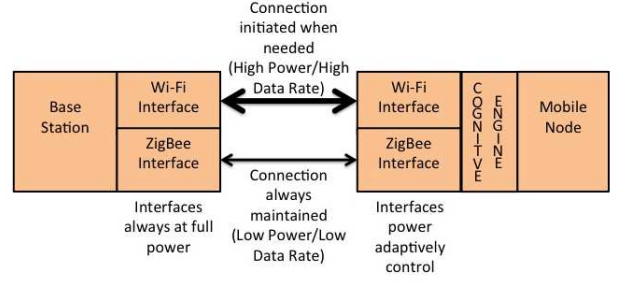 Connection
initiated when
needed
(High Power/High
Data Rate)
Base
Station
Wi-Fi
Interface
ZigBee
Interface
Wi-Fi
Interface
ZigBee
Interface
COGNITVE
ENGINE
Mobile
Node
Connection
always
maintained
(Low Power/Low
Data Rate)
Interfaces
always at full
power
Interfaces
power
adaptively
control